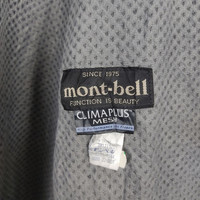 SINCE 1975
mont-bell
FUNCTION IS BEAUTY
CLIMAPLUS
MESH